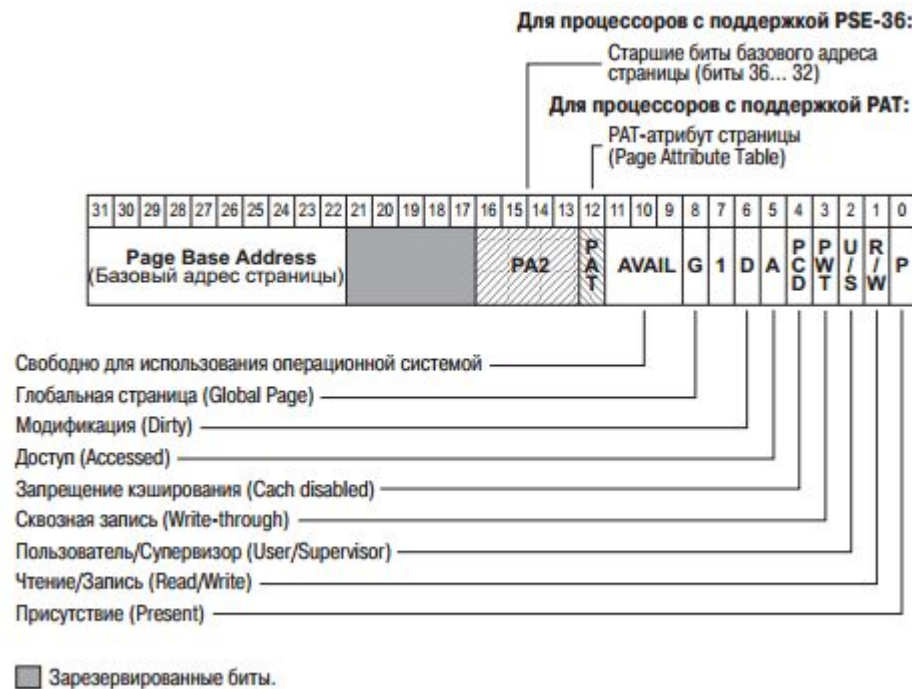 Для процессоров с поддержкой PSE-36:
Старшие биты базового адреса
страницы (биты 36... 32)
Для процессоров с поддержкой PAT:
PAT-атрибут страницы
(Page Attribute Table)
31 30 29 28 27 26 25 24 23 22 21 20 19 18 17 16 15 14 13 12 11 10 9 8 7 6 5 4 3 2 1 0
Page Base Address
(Базовый адрес страницы)
PA2 PAT AVAIL G 1 D A PCD PWT U/S R/W P
Свободно для использования операционной системой
Глобальная страница (Global Page)
Модификация (Dirty)
Доступ (Accessed)
Запрещение кэширования (Cach disabled)
Сквозная запись (Write-through)
Пользователь/Супервизор (User/Supervisor)
Чтение/Запись (Read/Write)
Присутствие (Present)
Зарезервированные биты.